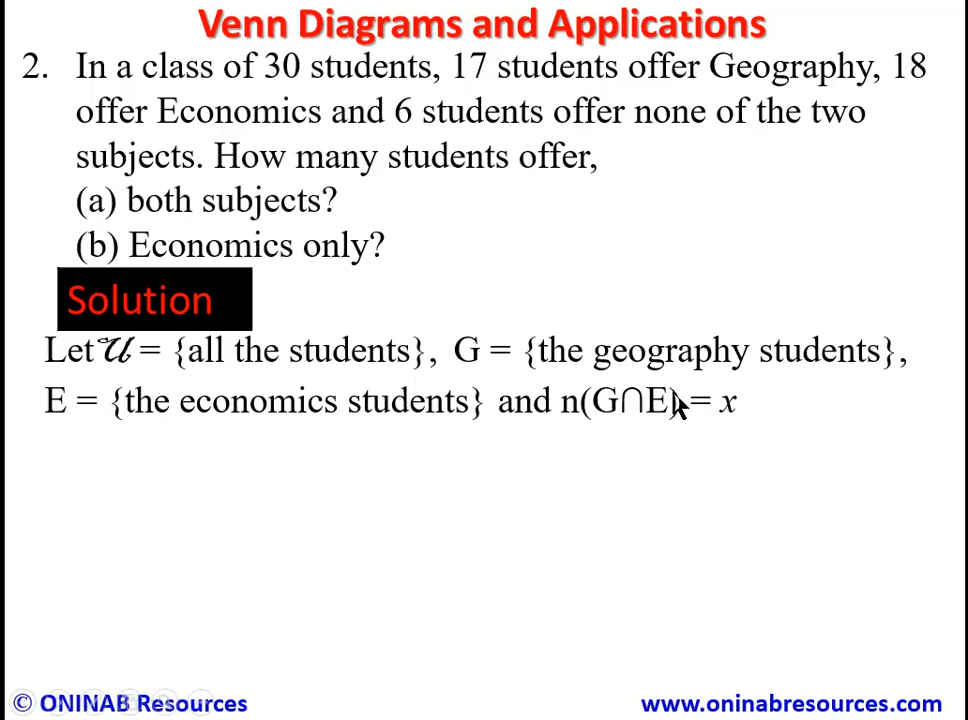 Venn Diagrams and Applications
2. In a class of 30 students, 17 students offer Geography, 18
offer Economics and 6 students offer none of the two
subjects. How many students offer,
(a) both subjects?
(b) Economics only?
Solution
Let 𝒰 = {all the students}, G = {the geography students},
E = {the economics students} and n(G∩E) = x
© ONINAB Resources
www.oninabresources.com